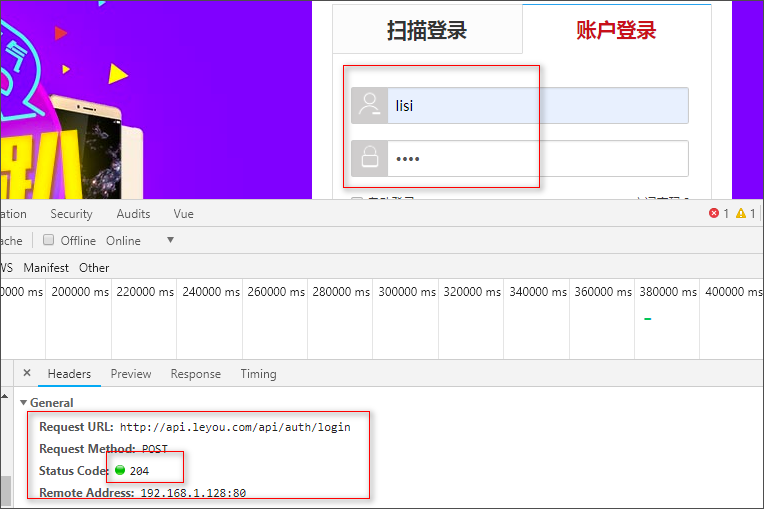 扫描登录
账户登录
lisi
••••
ation Security Audits Vue 1 1
ache Offline Online
WS Manifest Other
0000 ms 200000 ms 220000 ms 240000 ms 260000 ms 280000 ms 300000 ms 320000 ms 340000 ms 360000 ms 380000 ms 400000 ms
× Headers Preview Response Timing
General
Request URL: http://api.leyou.com/api/auth/login
Request Method: POST
Status Code: 204
Remote Address: 192.168.1.128:80